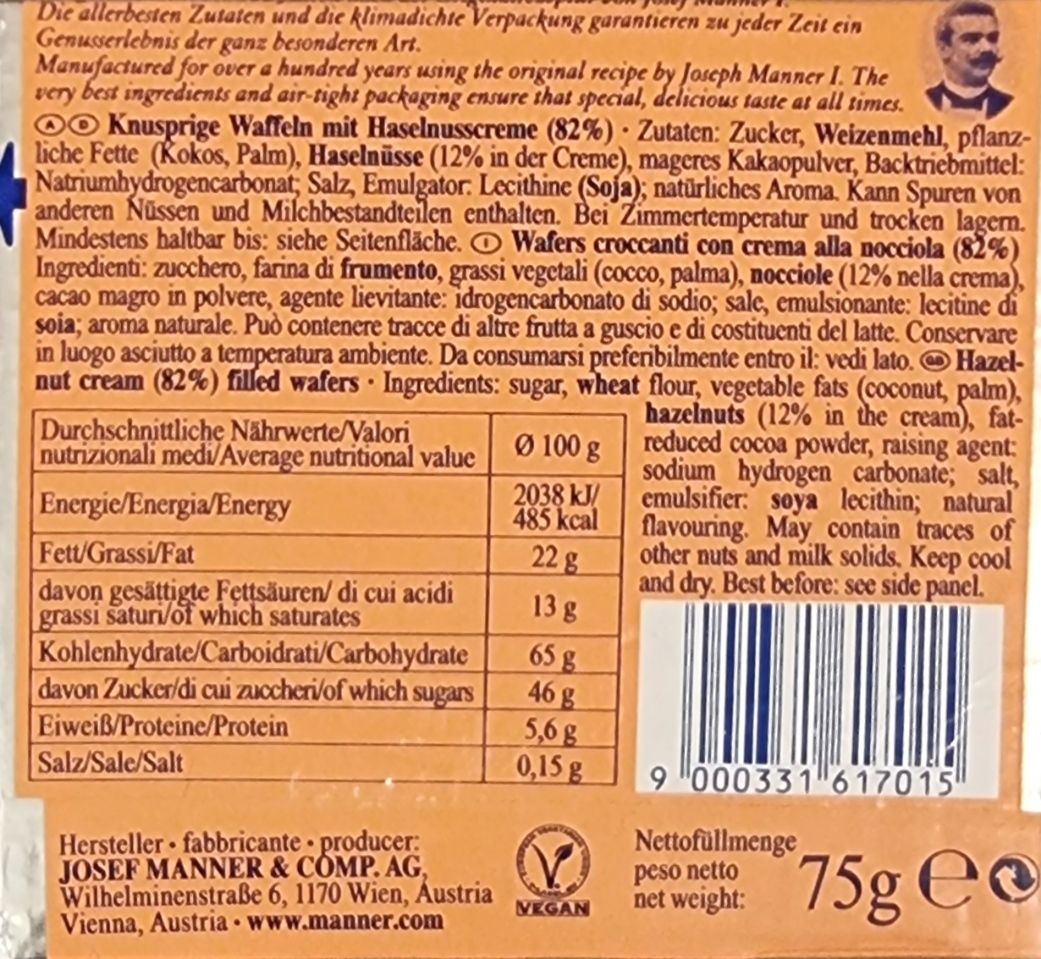 Die allerbesten Zutaten und die klimadichte Verpackung garantieren zu jeder Zeit ein
Genusserlebnis der ganz besonderen Art.
Manufactured for over a hundred years using the original recipe by Joseph Manner I. The
very best ingredients and air-tight packaging ensure that special, delicious taste at all times.
A D Knusprige Waffeln mit Haselnusscreme (82%) · Zutaten: Zucker, Weizenmehl, pflanz-
liche Fette (Kokos, Palm), Haselnüsse (12% in der Creme), mageres Kakaopulver, Backtriebmittel:
Natriumhydrogencarbonat; Salz, Emulgator: Lecithine (Soja); natürliches Aroma. Kann Spuren von
anderen Nüssen und Milchbestandteilen enthalten. Bei Zimmertemperatur und trocken lagern.
Mindestens haltbar bis: siehe Seitenfläche. I Wafers croccanti con crema alla nocciola (82%)
Ingredienti: zucchero, farina di frumento, grassi vegetali (cocco, palma), nocciole (12% nella crema),
cacao magro in polvere, agente lievitante: idrogencarbonato di sodio; sale, emulsionante: lecitine di
soia; aroma naturale. Può contenere tracce di altre frutta a guscio e di costituenti del latte. Conservare
in luogo asciutto a temperatura ambiente. Da consumarsi preferibilmente entro il: vedi lato. GB Hazel-
nut cream (82%) filled wafers · Ingredients: sugar, wheat flour, vegetable fats (coconut, palm),
hazelnuts (12% in the cream), fat-
reduced cocoa powder, raising agent:
sodium hydrogen carbonate; salt,
emulsifier: soya lecithin; natural
flavouring. May contain traces of
other nuts and milk solids. Keep cool
and dry. Best before: see side panel.
Durchschnittliche Nährwerte/Valori
nutrizionali medi/Average nutritional value Ø 100 g
Energie/Energia/Energy 2038 kJ/
485 kcal
Fett/Grassi/Fat 22 g
davon gesättigte Fettsäuren/ di cui acidi
grassi saturi/of which saturates 13 g
Kohlenhydrate/Carboidrati/Carbohydrate 65 g
davon Zucker/di cui zuccheri/of which sugars 46 g
Eiweiß/Proteine/Protein 5,6 g
Salz/Sale/Salt 0,15 g
9 000331 617015
Hersteller · fabbricante · producer:
JOSEF MANNER & COMP. AG,
Wilhelminenstraße 6, 1170 Wien, Austria
Vienna, Austria · www.manner.com
VEGAN
Nettofüllmenge
peso netto
net weight:
75g e